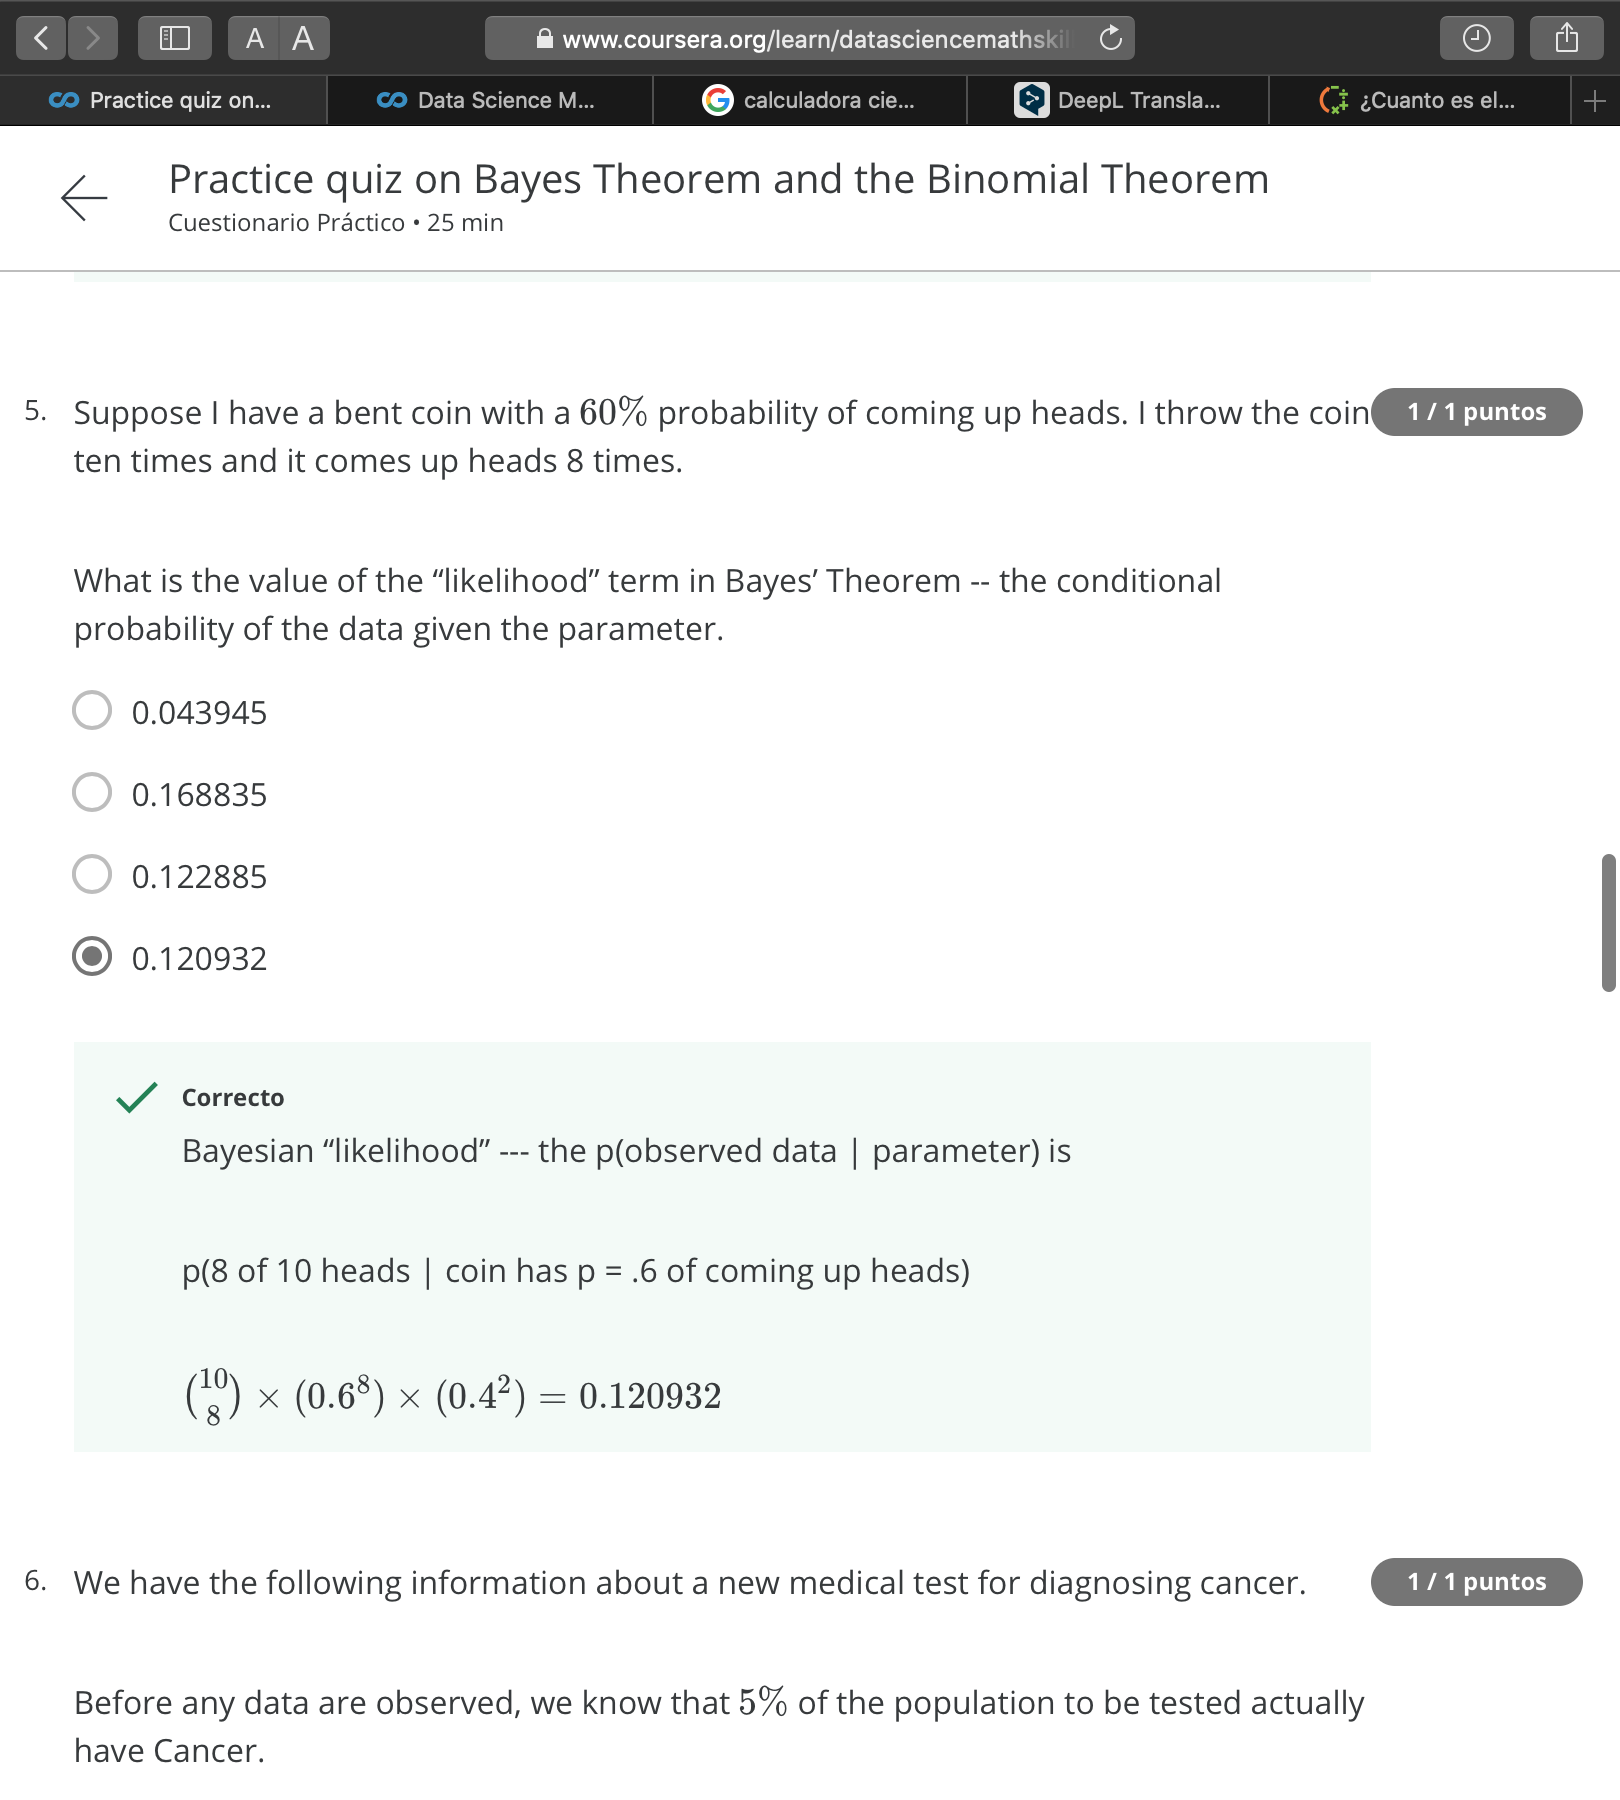 A A
www.coursera.org/learn/datasciencemathskil
Practice quiz on...
Data Science M...
calculadora cie...
DeepL Transla...
¿Cuanto es el...
Practice quiz on Bayes Theorem and the Binomial Theorem
Cuestionario Práctico • 25 min
5. Suppose I have a bent coin with a 60% probability of coming up heads. I throw the coin
1 / 1 puntos
ten times and it comes up heads 8 times.
What is the value of the “likelihood” term in Bayes’ Theorem -- the conditional
probability of the data given the parameter.
0.043945
0.168835
0.122885
0.120932
Correcto
Bayesian “likelihood” --- the p(observed data | parameter) is
p(8 of 10 heads | coin has p = .6 of coming up heads)
(10 8) × (0.6⁸) × (0.4²) = 0.120932
6. We have the following information about a new medical test for diagnosing cancer.
1 / 1 puntos
Before any data are observed, we know that 5% of the population to be tested actually
have Cancer.